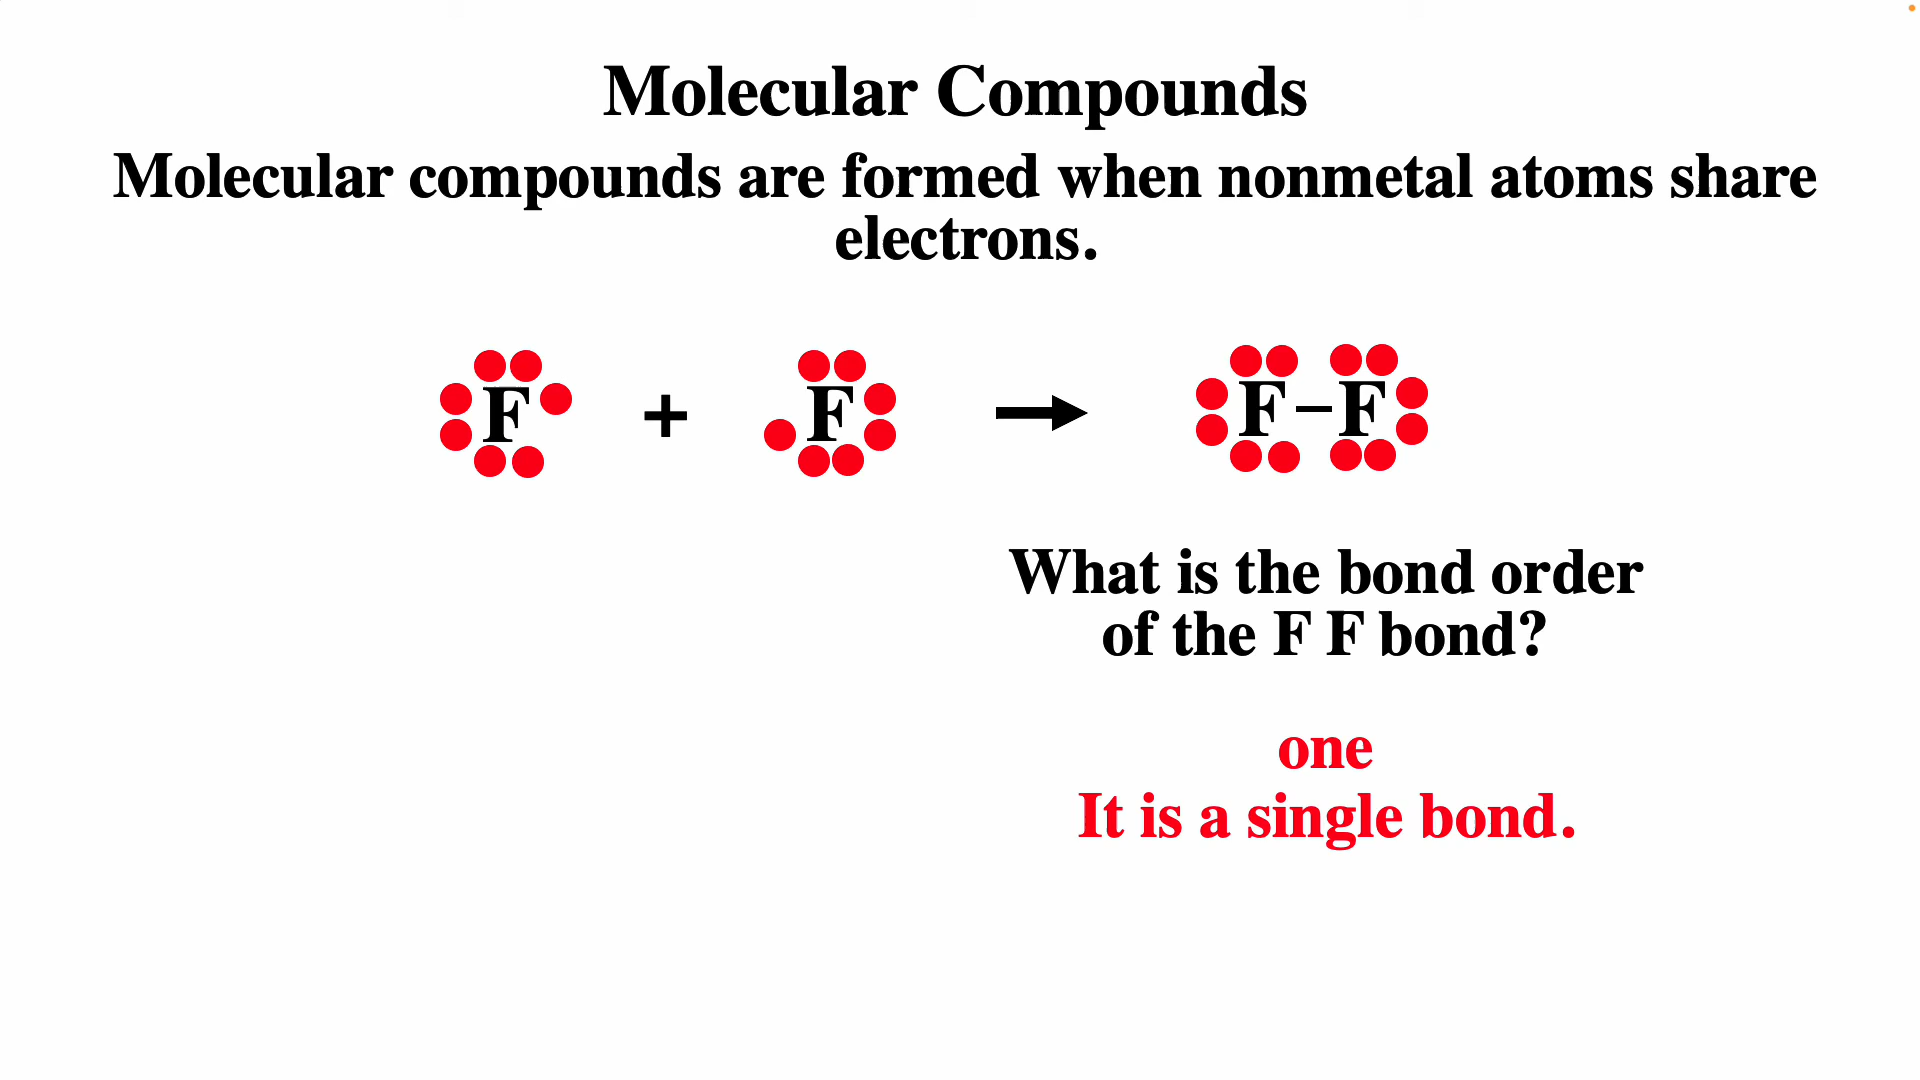 Molecular Compounds
Molecular compounds are formed when nonmetal atoms share
electrons.
F + F → F–F
What is the bond order
of the F F bond?
one
It is a single bond.